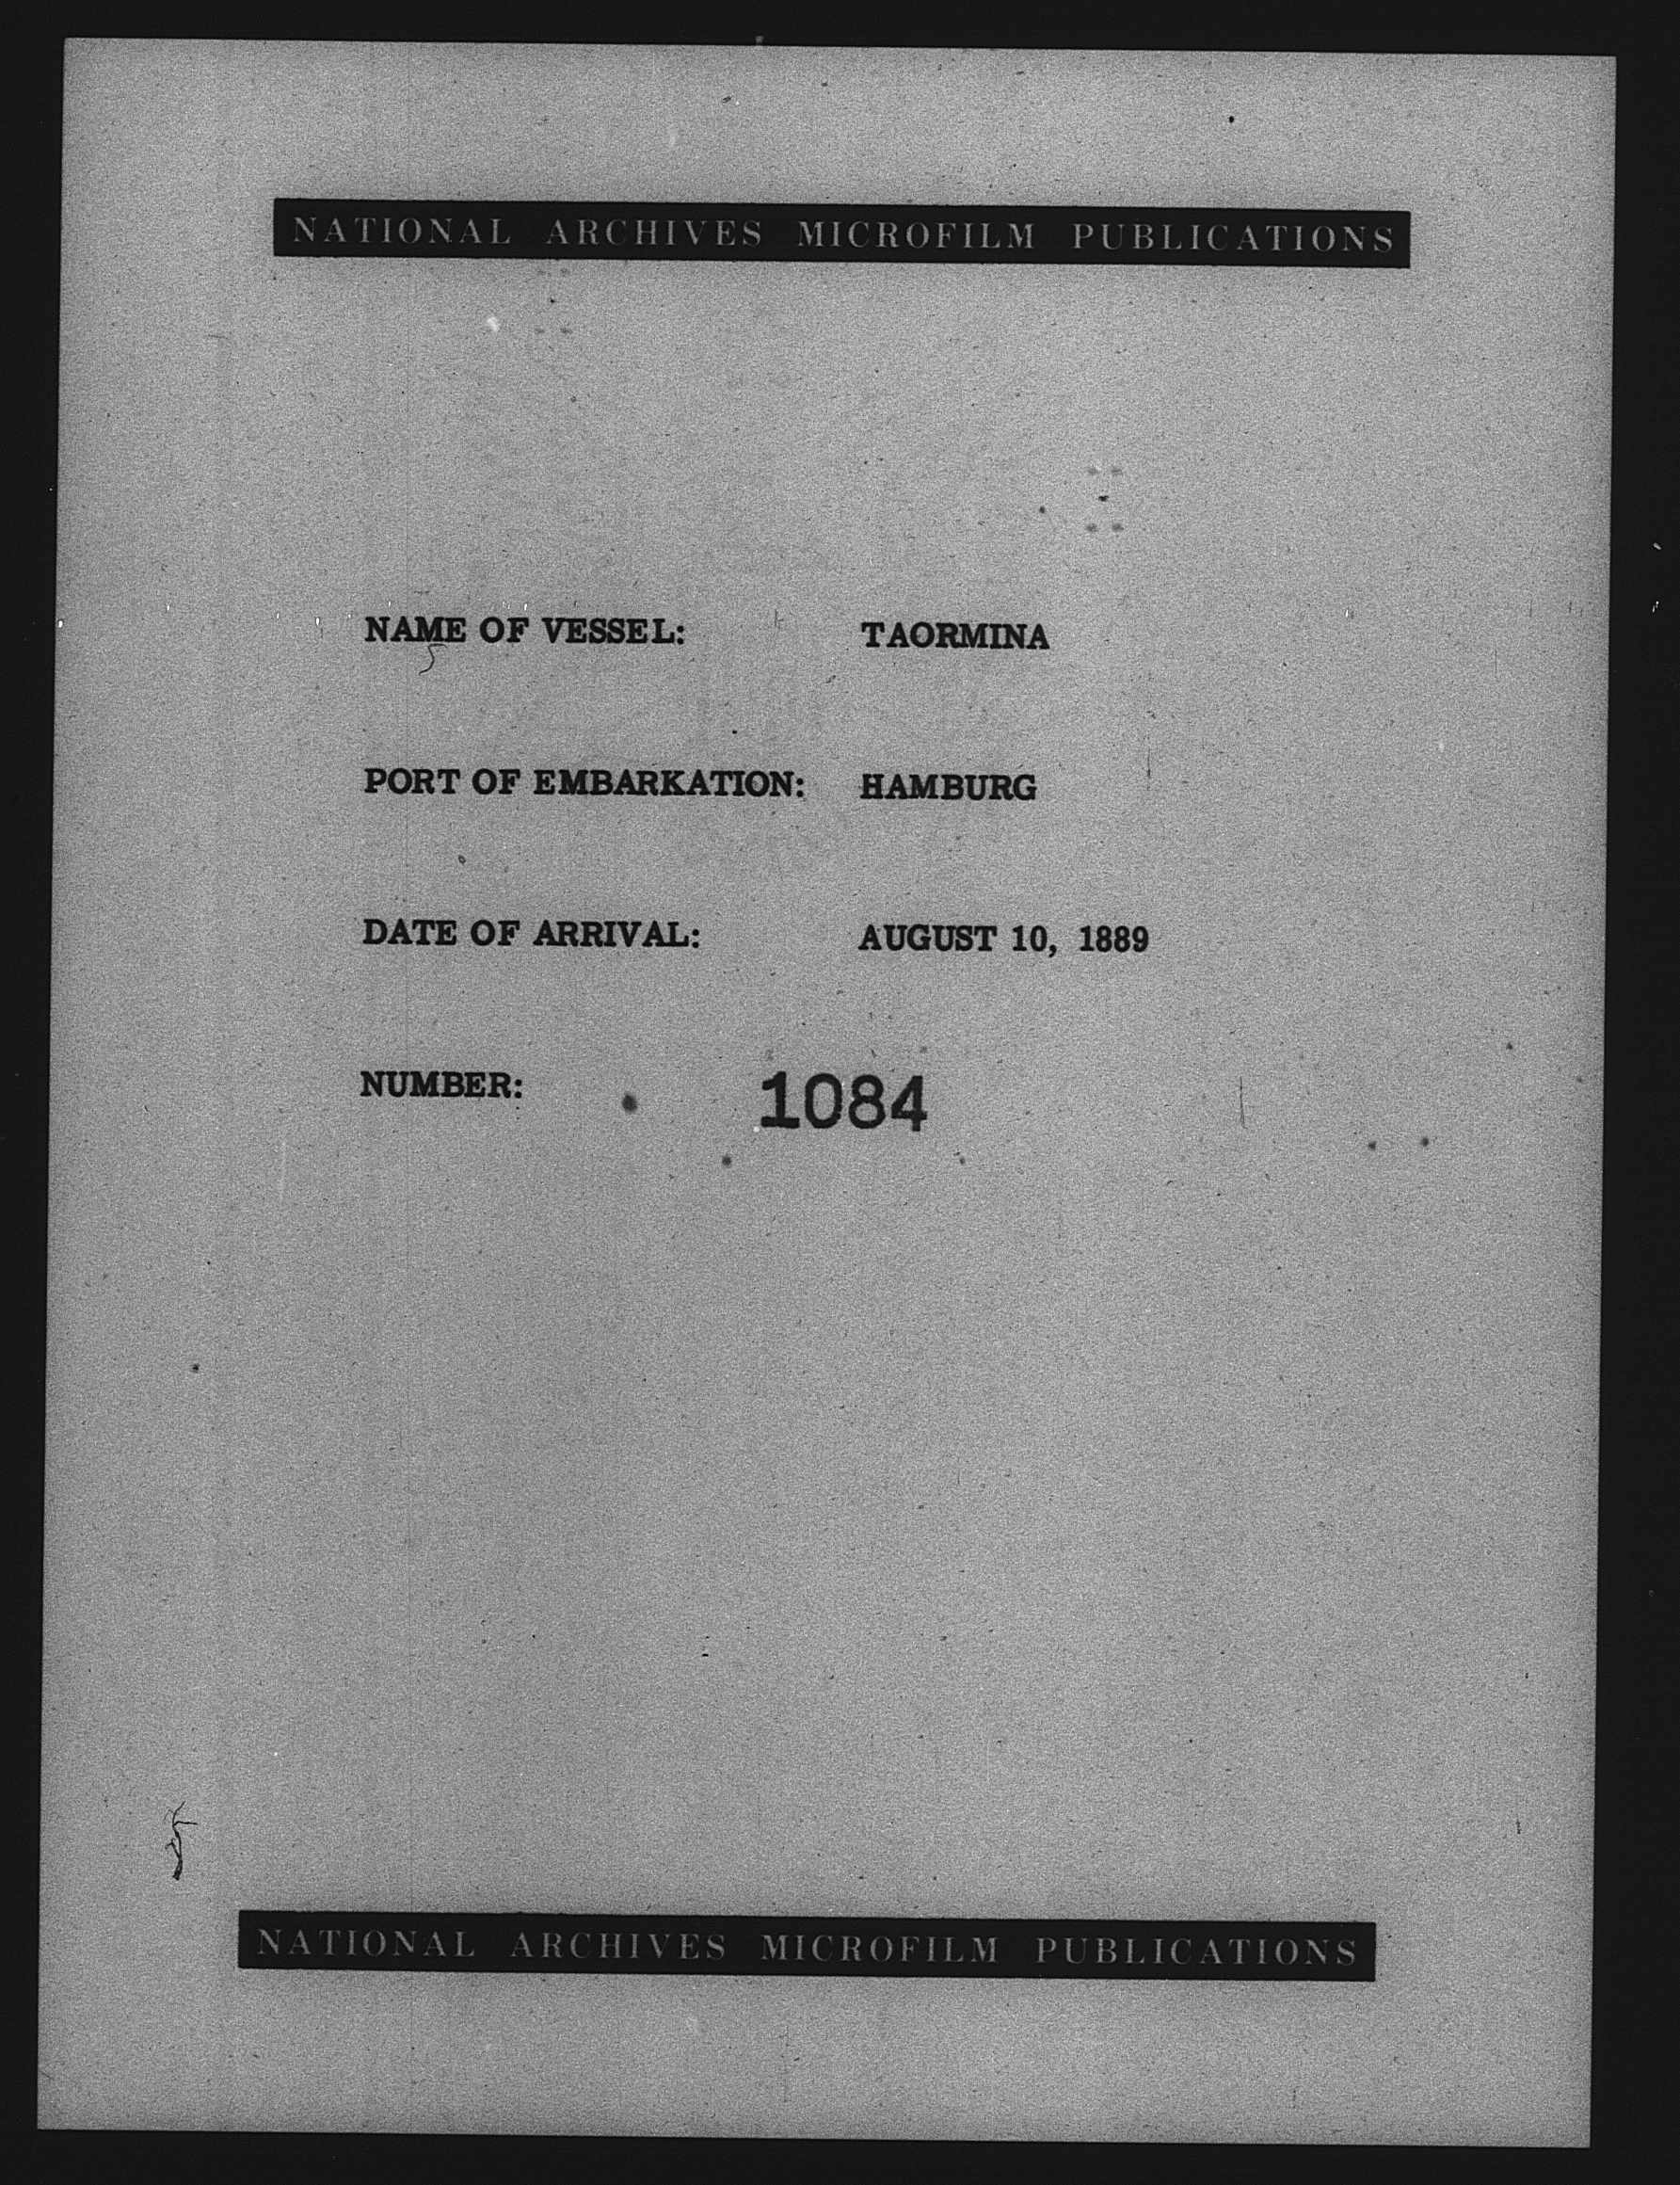 NATIONAL ARCHIVES MICROFILM PUBLICATIONS
NAME OF VESSEL: TAORMINA
PORT OF EMBARKATION: HAMBURG
DATE OF ARRIVAL: AUGUST 10, 1889
NUMBER: 1084
NATIONAL ARCHIVES MICROFILM PUBLICATIONS